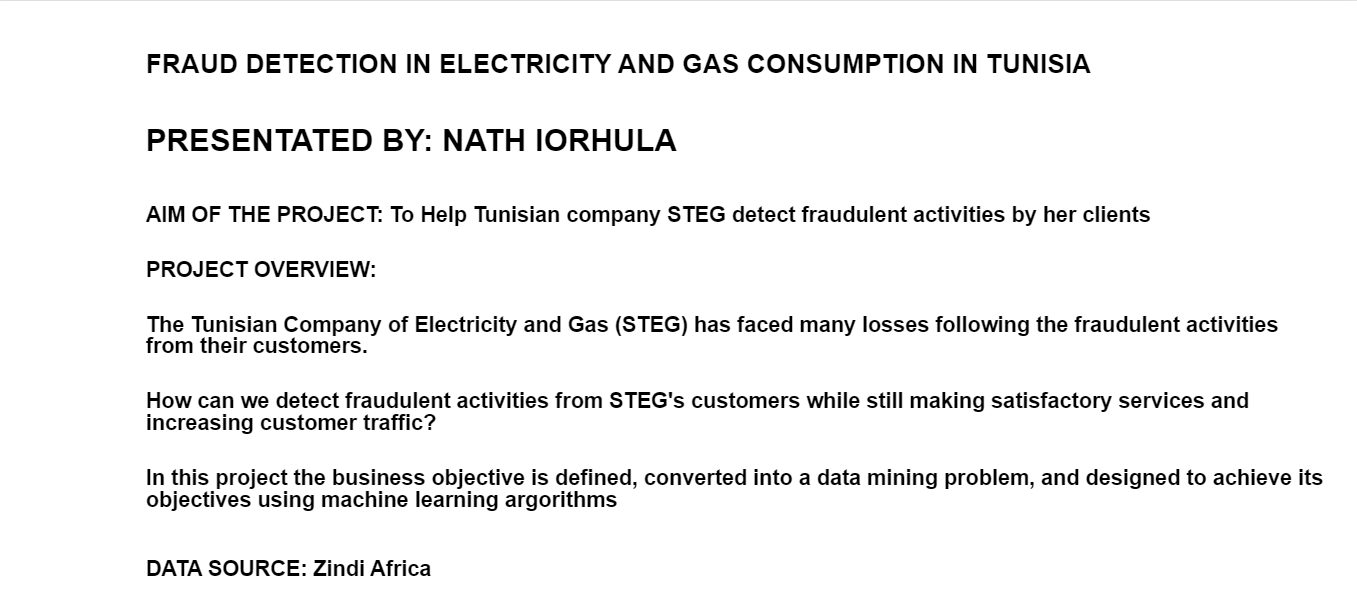 FRAUD DETECTION IN ELECTRICITY AND GAS CONSUMPTION IN TUNISIA
PRESENTATED BY: NATH IORHULA
AIM OF THE PROJECT: To Help Tunisian company STEG detect fraudulent activities by her clients
PROJECT OVERVIEW:
The Tunisian Company of Electricity and Gas (STEG) has faced many losses following the fraudulent activities
from their customers.
How can we detect fraudulent activities from STEG's customers while still making satisfactory services and
increasing customer traffic?
In this project the business objective is defined, converted into a data mining problem, and designed to achieve its
objectives using machine learning argorithms
DATA SOURCE: Zindi Africa